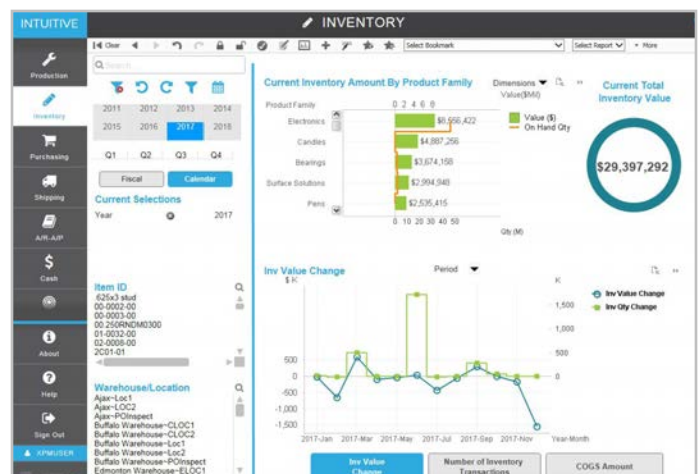 INTUITIVE
INVENTORY
Clear
Select Bookmark
Select Report
More
Production
Inventory
Purchasing
Shipping
A/R-A/P
$
Cash
About
Help
Sign Out
XPMUSER
Search
2011 2012 2013 2014
2015 2016 2017 2018
Q1 Q2 Q3 Q4
Fiscal Calendar
Current Selections
Year 2017
Item ID
.625x3 stud
00-0002-00
00-0003-00
00.250RNDM0300
01-0032-00
02-0008-00
2C01-01
Warehouse/Location
Ajax~Loc1
Ajax~LOC2
Ajax~POInspect
Buffalo Warehouse~CLOC1
Buffalo Warehouse~CLOC2
Buffalo Warehouse~Loc1
Buffalo Warehouse~Loc2
Buffalo Warehouse~POInspect
Edmonton Warehouse~ELOC1
Current Inventory Amount By Product Family
Dimensions
Value($Mil)
Product Family
0 2 4 6 8
Electronics
Candles
$4,887,256
Bearings
$3,674,158
Surface Solutions
$2,994,948
Pens
$2,535,415
0 10 20 30 40 50
Qty (M)
Value ($)
On Hand Qty
Current Total
Inventory Value
$29,397,292
Inv Value Change
Period
$ K
K
Inv Value Change
Inv Qty Change
1,500
1,000
500
0
500
0
-500
-1,000
-1,500
2017-Jan 2017-Mar 2017-May 2017-Jul 2017-Sep 2017-Nov
Year-Month
Inv Value
Change
Number of Inventory
Transactions
COGS Amount